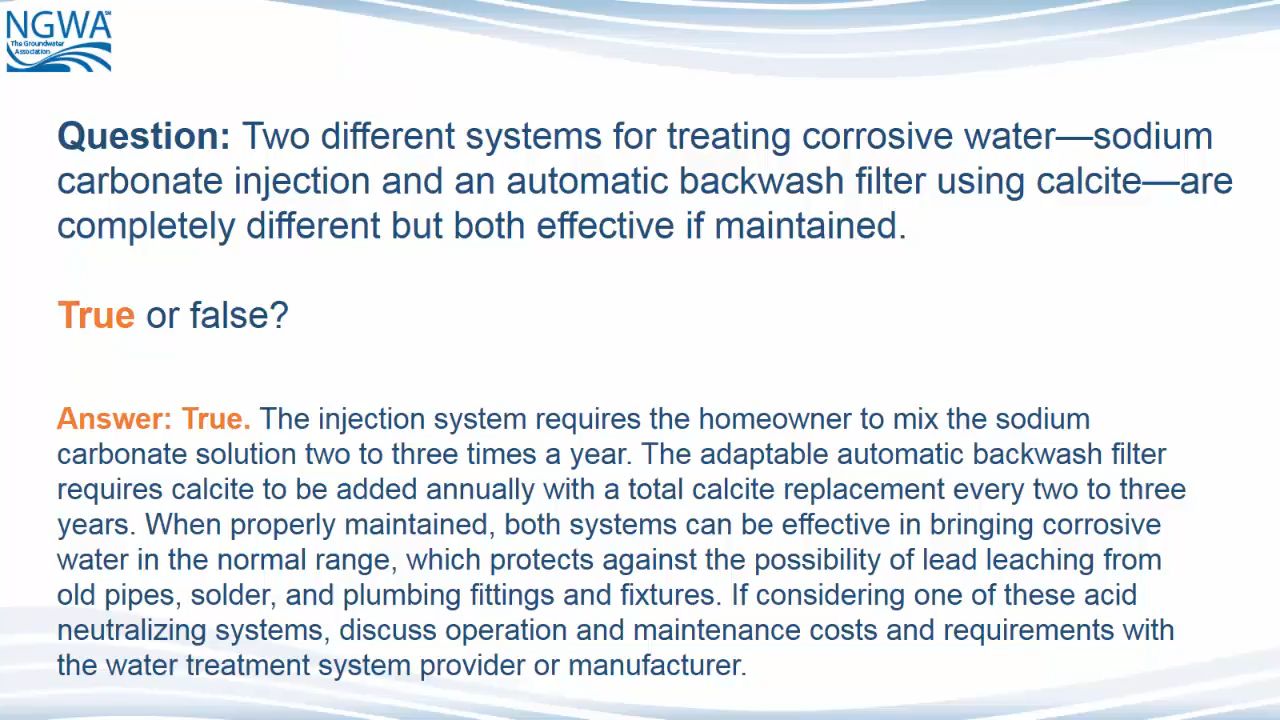 NGWA
The Groundwater
Association
Question: Two different systems for treating corrosive water—sodium
carbonate injection and an automatic backwash filter using calcite—are
completely different but both effective if maintained.
True or false?
Answer: True. The injection system requires the homeowner to mix the sodium
carbonate solution two to three times a year. The adaptable automatic backwash filter
requires calcite to be added annually with a total calcite replacement every two to three
years. When properly maintained, both systems can be effective in bringing corrosive
water in the normal range, which protects against the possibility of lead leaching from
old pipes, solder, and plumbing fittings and fixtures. If considering one of these acid
neutralizing systems, discuss operation and maintenance costs and requirements with
the water treatment system provider or manufacturer.